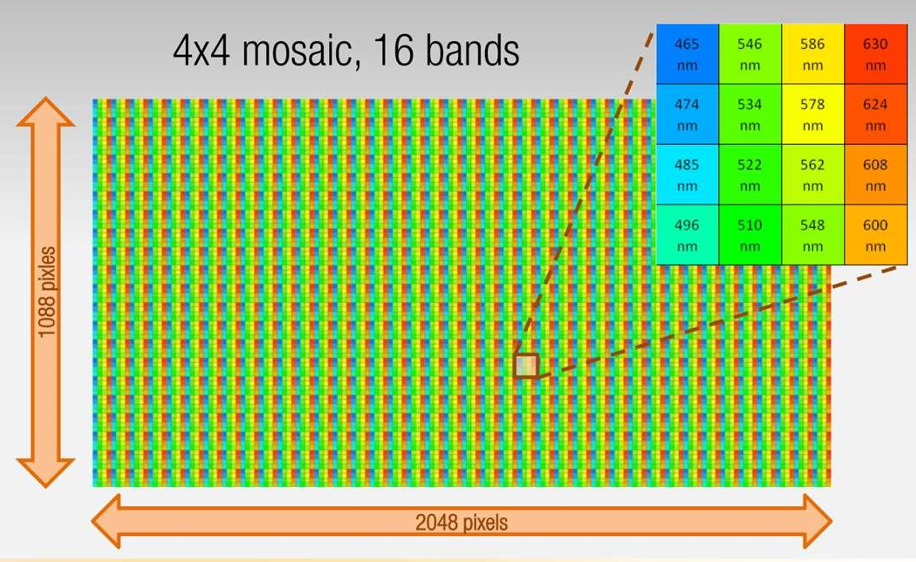 4x4 mosaic, 16 bands
465 nm
546 nm
586 nm
630 nm
474 nm
534 nm
578 nm
624 nm
485 nm
522 nm
562 nm
608 nm
496 nm
510 nm
548 nm
600 nm
1088 pixles
2048 pixels